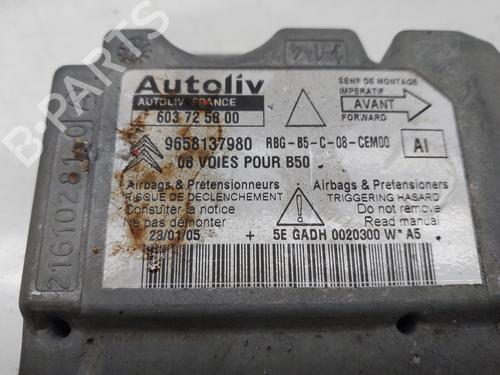 Autoliv
AUTOLIV FRANCE
603 72 58 00
SENS DE MONTAGE
IMPERATIF
AVANT
FORWARD
9658137980 RBG-B5-C-08-CEM00
AI
08 VOIES POUR B50
Airbags & Pretensionneurs
RISQUE DE DECLENCHEMENT
Consulter la notice
ne pas démonter
23/01/05
Airbags & Pretensioners
TRIGGERING HASARD
Do not remove
Read manual
+ 5E GADH 0020300 W* A5
B-PARTS